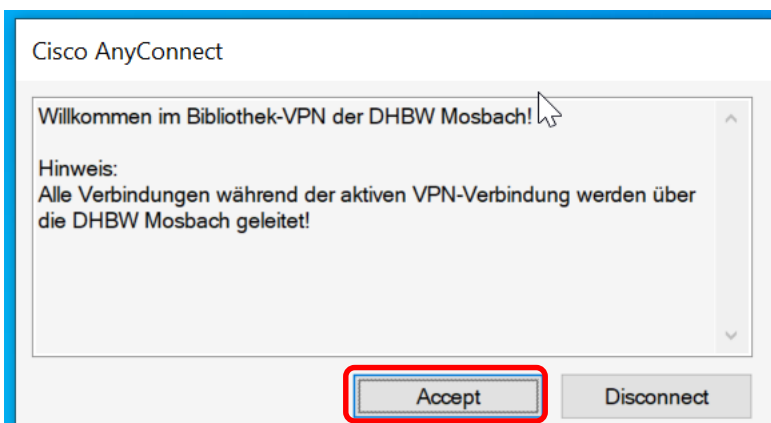 Cisco AnyConnect
Willkommen im Bibliothek-VPN der DHBW Mosbach!
Hinweis:
Alle Verbindungen während der aktiven VPN-Verbindung werden über
die DHBW Mosbach geleitet!
Accept
Disconnect